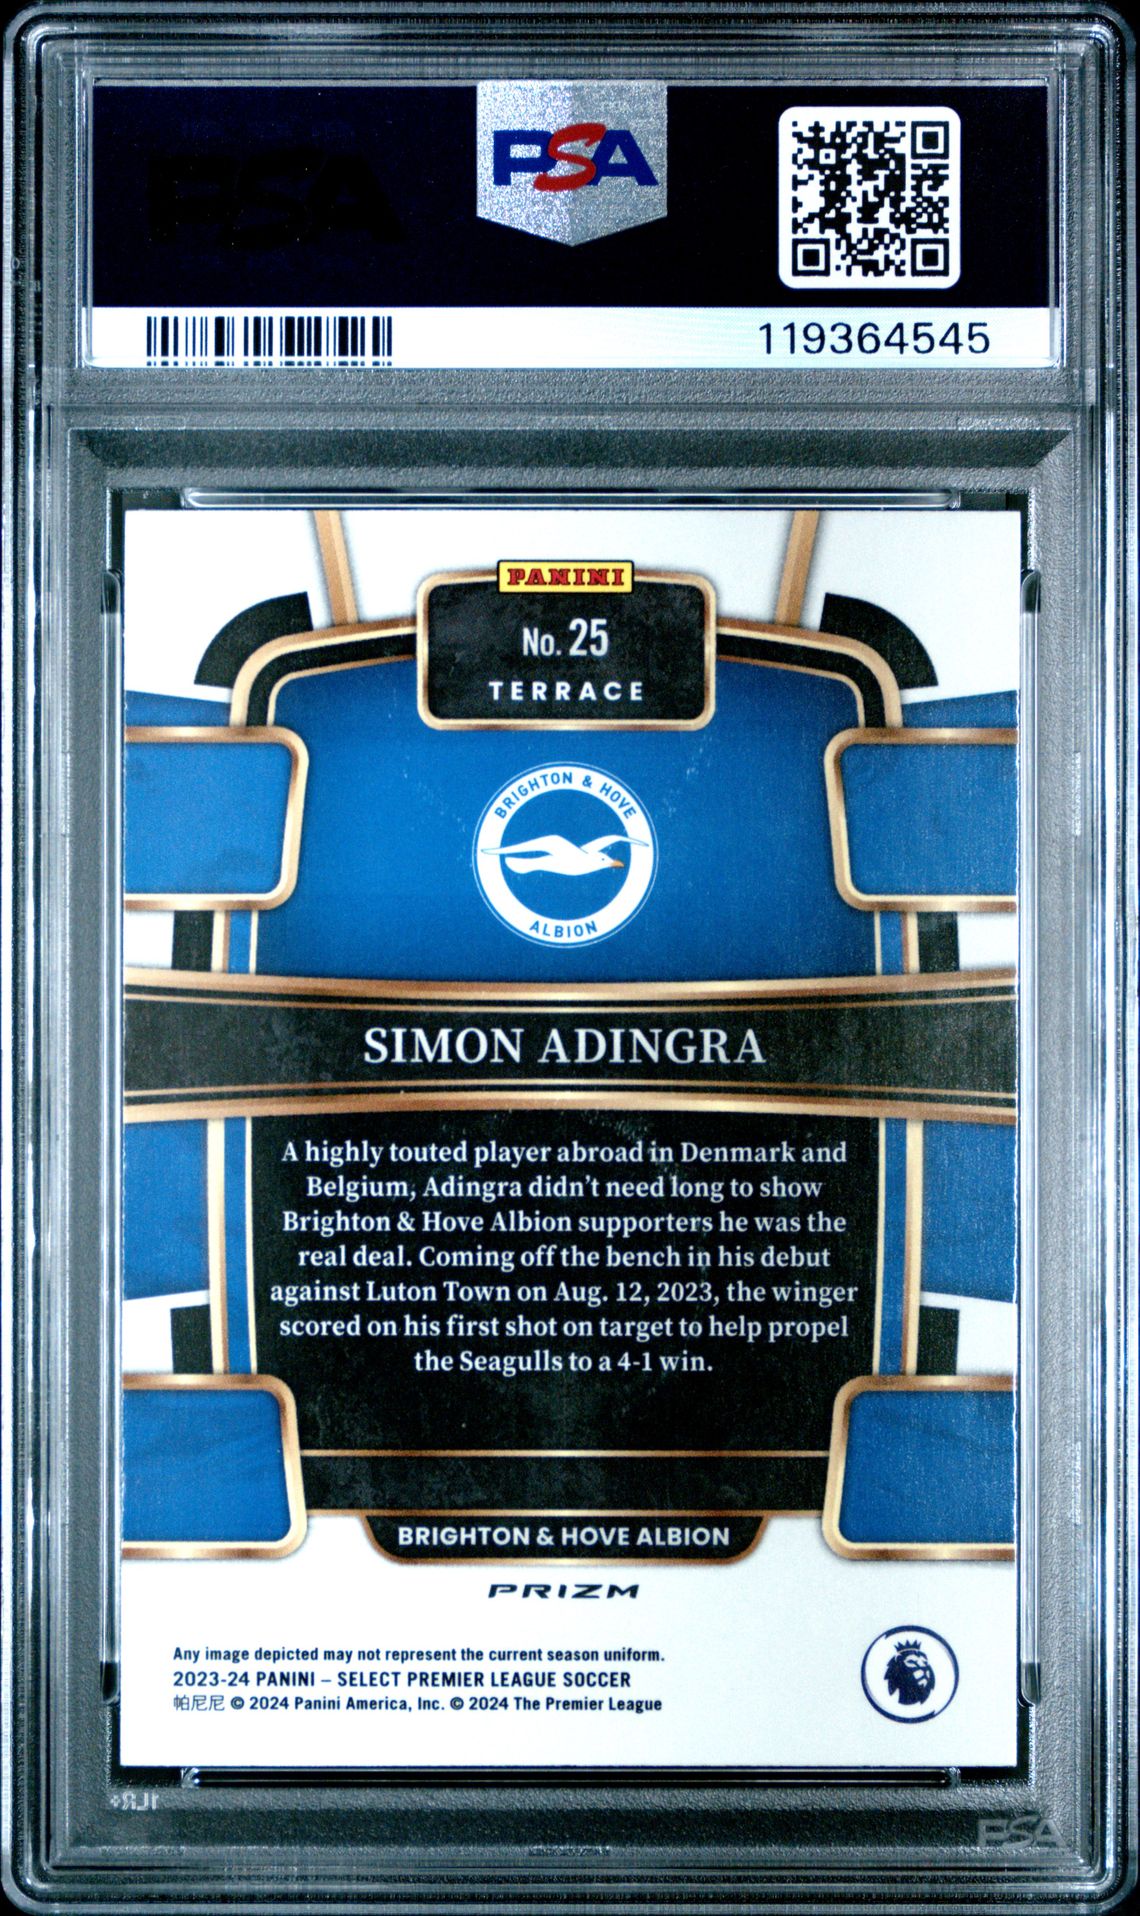 PSA
119364545
PANINI
No. 25
TERRACE
BRIGHTON & HOVE
ALBION
SIMON ADINGRA
A highly touted player abroad in Denmark and
Belgium, Adingra didn't need long to show
Brighton & Hove Albion supporters he was the
real deal. Coming off the bench in his debut
against Luton Town on Aug. 12, 2023, the winger
scored on his first shot on target to help propel
the Seagulls to a 4-1 win.
BRIGHTON & HOVE ALBION
PRIZM
Any image depicted may not represent the current season uniform.
2023-24 PANINI – SELECT PREMIER LEAGUE SOCCER
帕尼尼 © 2024 Panini America, Inc. © 2024 The Premier League
PSA